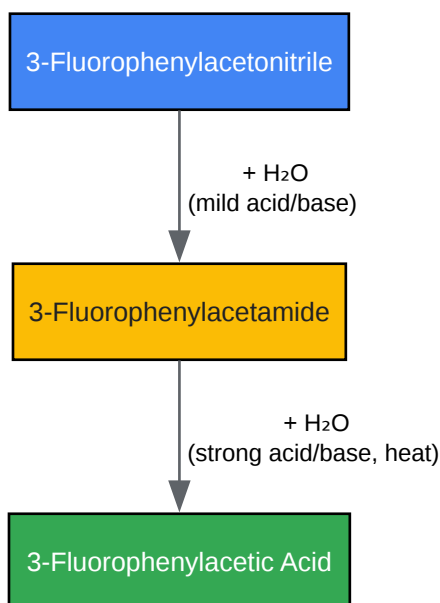 3-Fluorophenylacetonitrile
+ H₂O
(mild acid/base)
3-Fluorophenylacetamide
+ H₂O
(strong acid/base, heat)
3-Fluorophenylacetic Acid